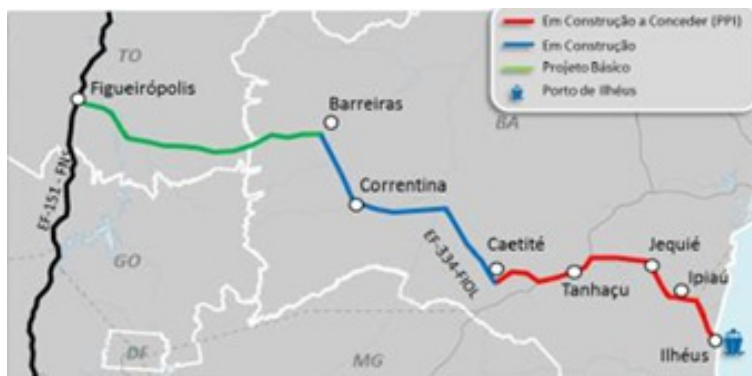 Em Construção a Conceder (PPI)
Em Construção
Projeto Básico
Porto de Ilhéus
TO
Figueirópolis
Barreiras
BA
EF-151 - FNS
Correntina
EF-334-FIOL
Caetité
Jequié
Ipiaú
GO
Tanhaçu
DF
MG
Ilhéus